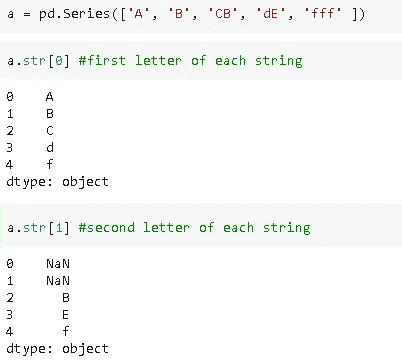 a = pd.Series(['A', 'B', 'CB', 'dE', 'fff' ])
a.str[0] #first letter of each string
0    A
1    B
2    C
3    d
4    f
dtype: object
a.str[1] #second letter of each string
0    NaN
1    NaN
2      B
3      E
4      f
dtype: object